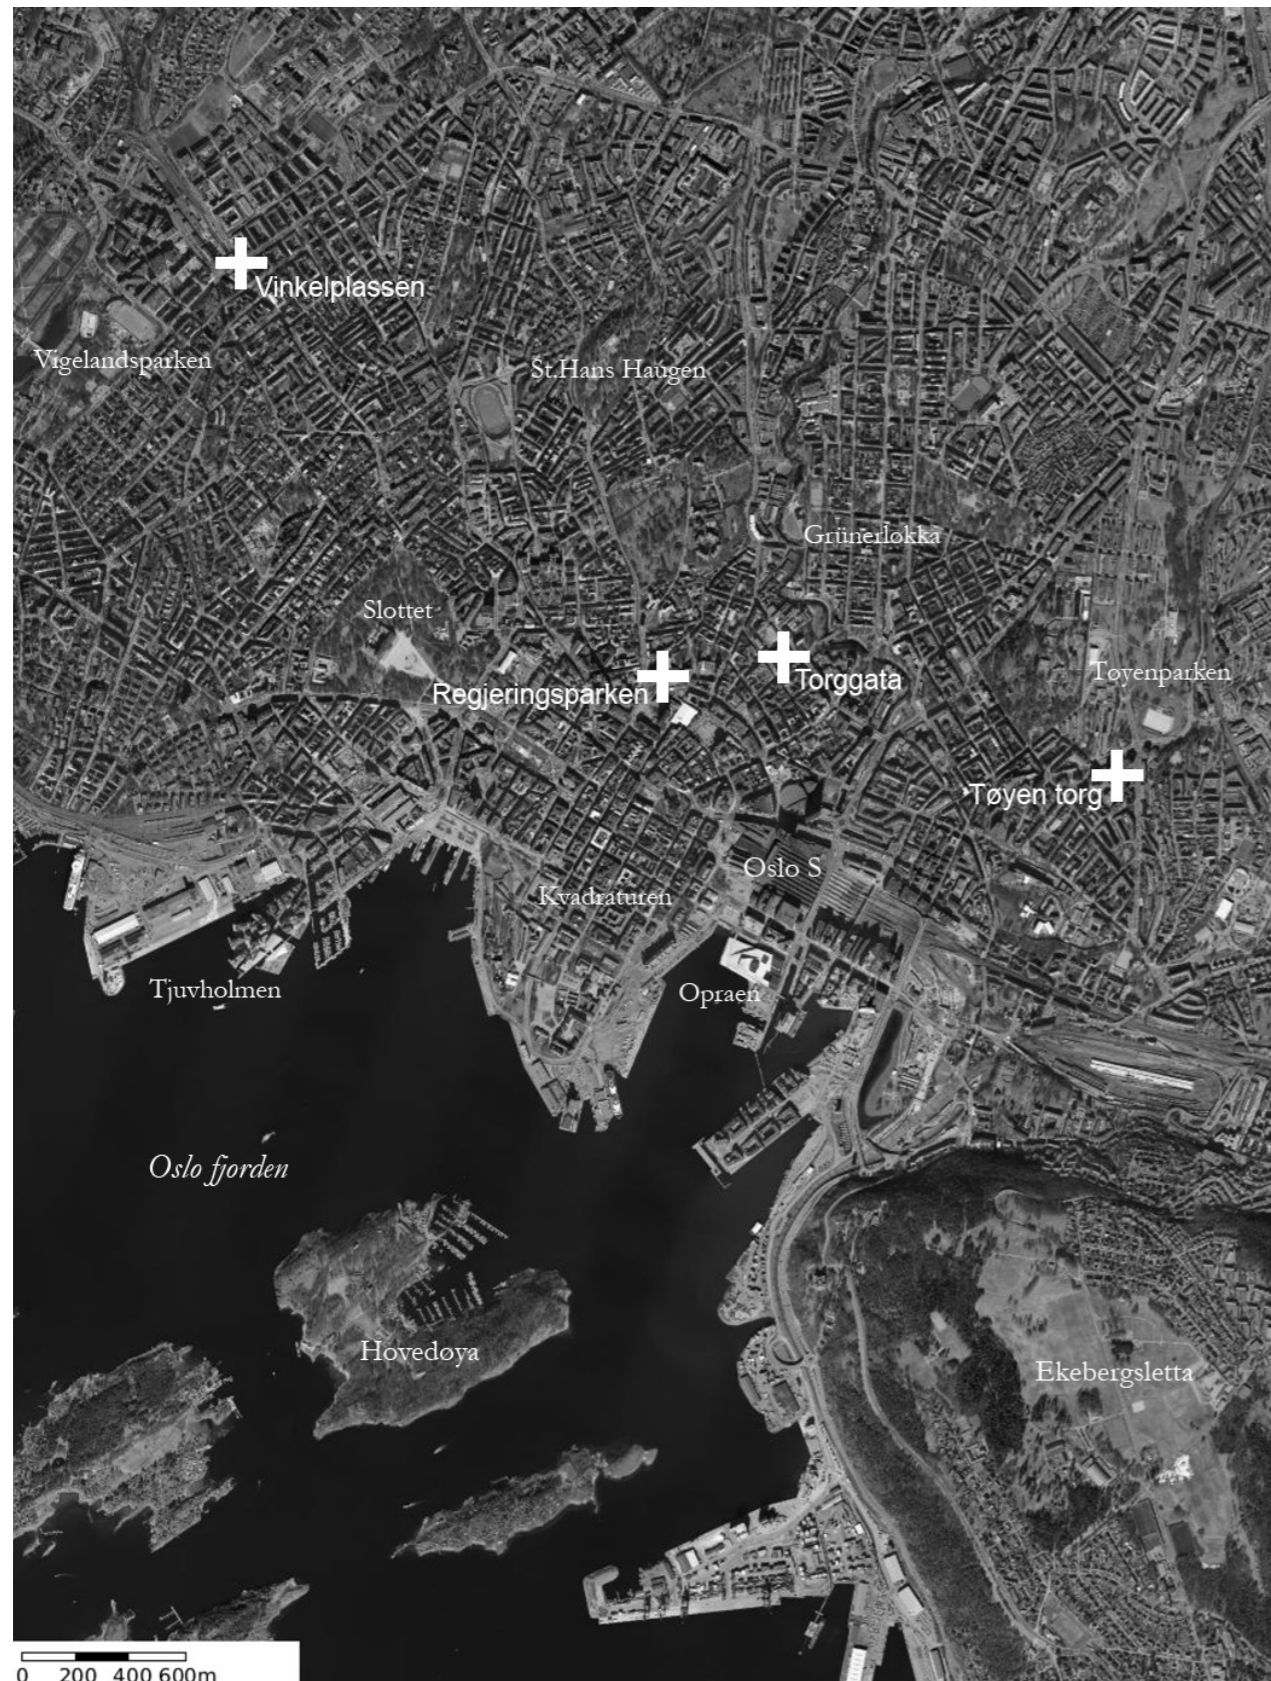 Vinkelplassen
Vigelandsparken
St.Hans Haugen
Grünerløkka
Slottet
Regjeringsparken
Torggata
Tøyenparken
Tøyen torg
Oslo S
Kvadraturen
Tjuvholmen
Opraen
Oslo fjorden
Hovedøya
Ekebergsletta
0 200 400 600m